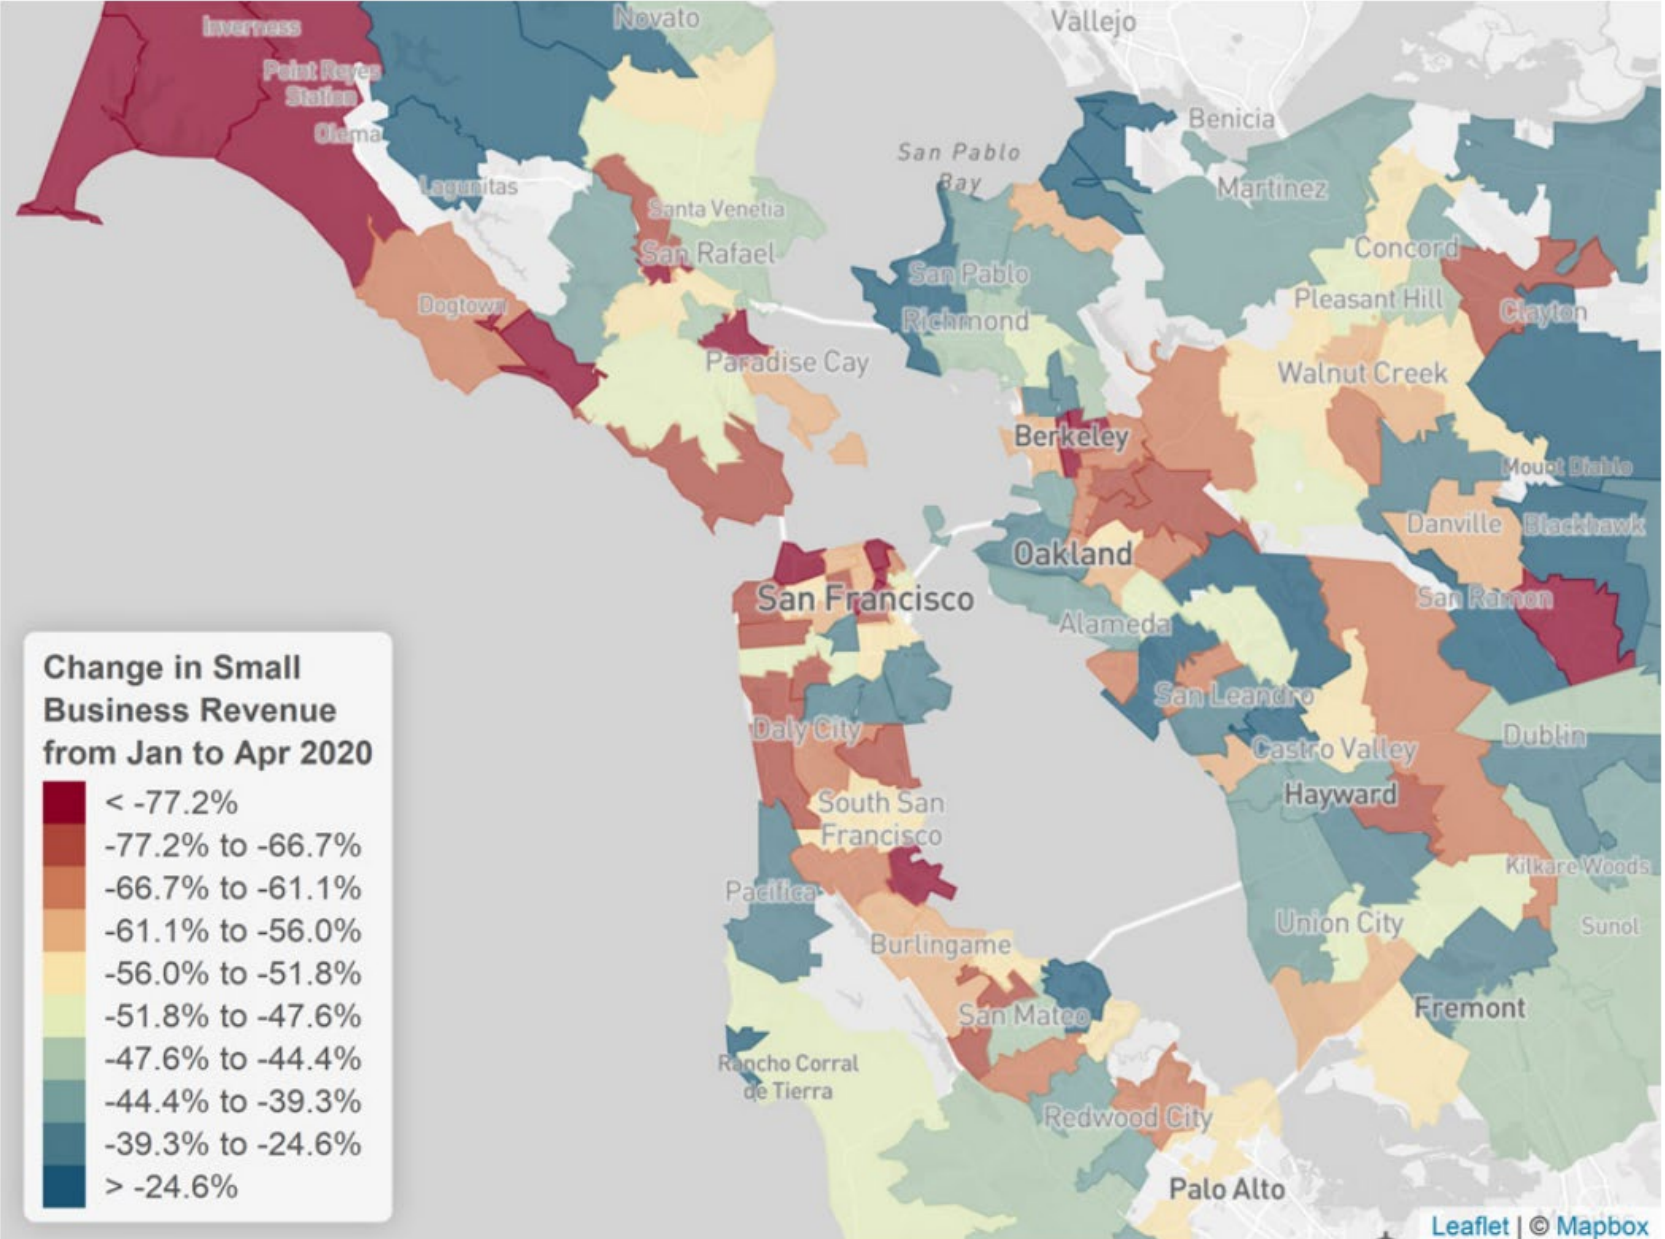 Inverness
Novato
Vallejo
Point Reyes
Station
Olema
Benicia
San Pablo
Bay
Lagunitas
Martinez
Santa Venetia
San Rafael
Concord
San Pablo
Dogtown
Pleasant Hill
Clayton
Richmond
Paradise Cay
Walnut Creek
Berkeley
Mount Diablo
Danville
Blackhawk
Oakland
San Francisco
San Ramon
Alameda
San Leandro
Daly City
Castro Valley
Dublin
Hayward
South San
Francisco
Kilkare Woods
Pacifica
Union City
Sunol
Burlingame
San Mateo
Fremont
Rancho Corral
de Tierra
Redwood City
Palo Alto
Change in Small
Business Revenue
from Jan to Apr 2020
< -77.2%
-77.2% to -66.7%
-66.7% to -61.1%
-61.1% to -56.0%
-56.0% to -51.8%
-51.8% to -47.6%
-47.6% to -44.4%
-44.4% to -39.3%
-39.3% to -24.6%
> -24.6%
Leaflet | © Mapbox